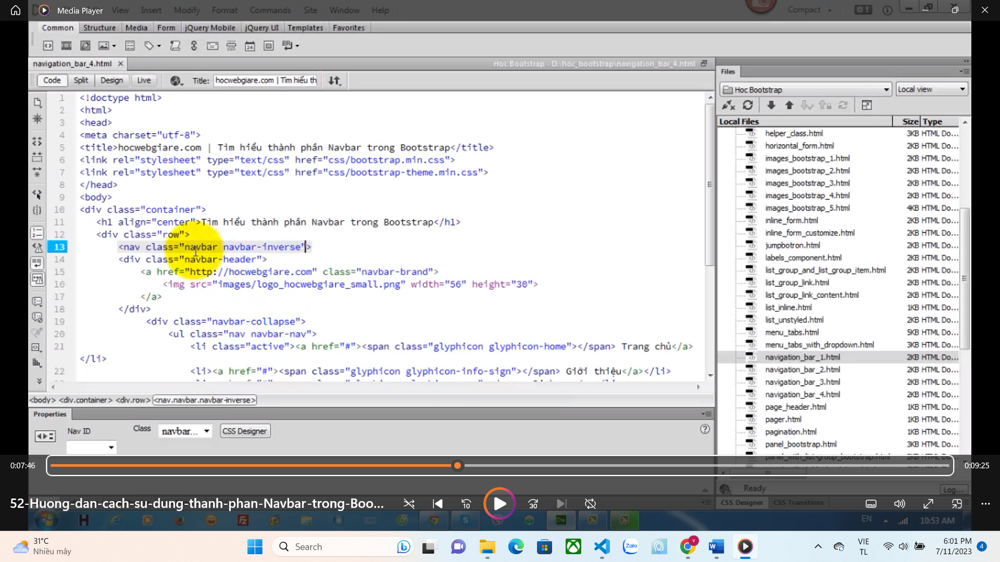 Media Player
View Insert Modify Format Commands Site Window Help
Compact
Common Structure Media Form jQuery Mobile jQuery UI Templates Favorites
navigation_bar_4.html
Hoc Bootstrap - D:\hoc_bootstrap\navigation_bar_4.html
Code Split Design Live Title: hocwebgiare.com | Tìm hiểu th
1 <!doctype html>
2 <html>
3 <head>
4 <meta charset="utf-8">
5 <title>hocwebgiare.com | Tìm hiểu thành phần Navbar trong Bootstrap</title>
6 <link rel="stylesheet" type="text/css" href="css/bootstrap.min.css">
7 <link rel="stylesheet" type="text/css" href="css/bootstrap-theme.min.css">
8 </head>
9 <body>
10 <div class="container">
11 <h1 align="center">Tìm hiểu thành phần Navbar trong Bootstrap</h1>
12 <div class="row">
13 <nav class="navbar navbar-inverse">
14 <div class="navbar-header">
15 <a href="http://hocwebgiare.com" class="navbar-brand">
16 <img src="images/logo_hocwebgiare_small.png" width="56" height="30">
17 </a>
18 </div>
19 <div class="navbar-collapse">
20 <ul class="nav navbar-nav">
21 <li class="active"><a href="#"><span class="glyphicon glyphicon-home"></span> Trang chủ</a>
</li>
22 <li><a href="#"><span class="glyphicon glyphicon-info-sign"></span> Giới thiệu</a></li>
<body> <div.container> <div.row> <nav.navbar.navbar-inverse>
Properties
Nav ID Class navbar... CSS Designer
Files
Hoc Bootstrap Local view
Local Files Size Type
helper_class.html 3KB HTML Do...
horizontal_form.html 2KB HTML Do...
images_bootstrap_1.html 2KB HTML Do...
images_bootstrap_2.html 2KB HTML Do...
images_bootstrap_3.html 2KB HTML Do...
images_bootstrap_4.html 2KB HTML Do...
images_bootstrap_5.html 4KB HTML Do...
inline_form.html 2KB HTML Do...
inline_form_customize.html 2KB HTML Do...
jumpbotron.html 2KB HTML Do...
labels_component.html 2KB HTML Do...
list_group_and_list_group_item.html 2KB HTML Do...
list_group_link.html 2KB HTML Do...
list_group_link_content.html 2KB HTML Do...
list_inline.html 1KB HTML Do...
list_unstyled.html 2KB HTML Do...
menu_tabs.html 5KB HTML Do...
menu_tabs_with_dropdown.html 3KB HTML Do...
navigation_bar_1.html 2KB HTML Do...
navigation_bar_2.html 2KB HTML Do...
navigation_bar_3.html 2KB HTML Do...
navigation_bar_4.html 2KB HTML Do...
page_header.html 1KB HTML Do...
pager.html 1KB HTML Do...
pagination.html 1KB HTML Do...
panel_bootstrap.html 3KB HTML Do...
panel_with_list-group_bootstrap.html 2KB HTML Do...
Ready Log...
CSS Designer CSS Transitions
0:07:46 0:09:25
52-Huong-dan-cach-su-dung-thanh-phan-Navbar-trong-Boo...
10 30
EN 10:53 AM
31°C
Nhiều mây
Search
Zalo
VIE
TL
6:01 PM
7/11/2023
4